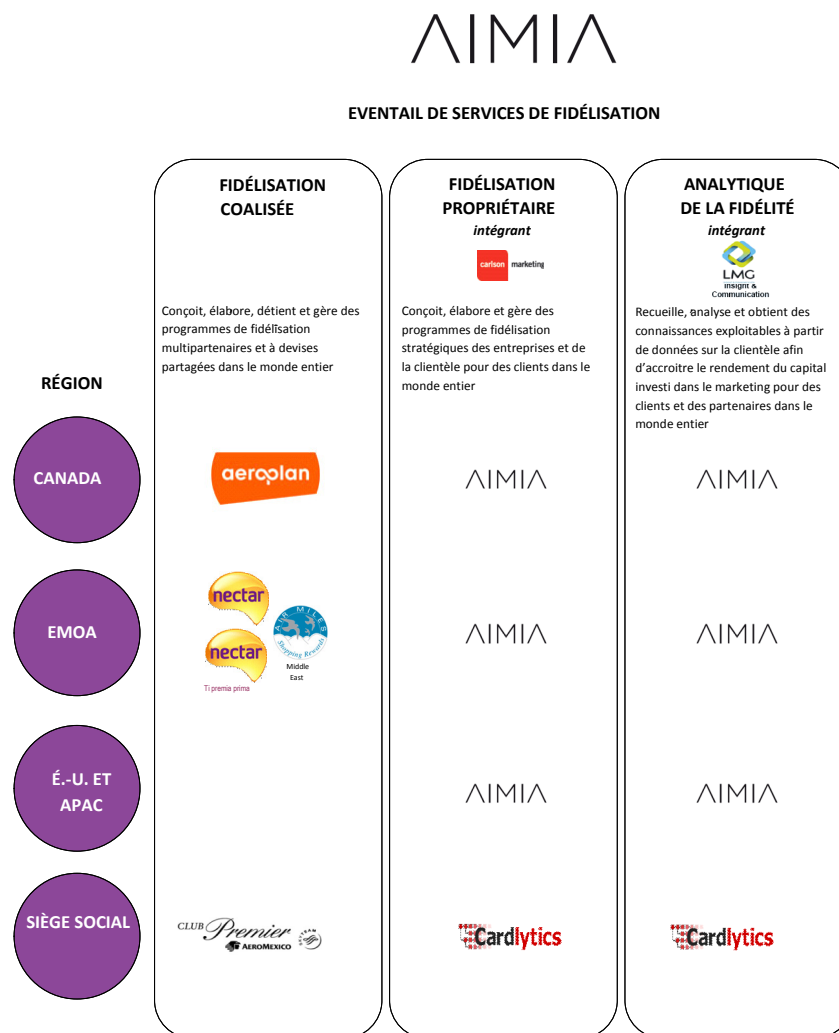 AIMIA
EVENTAIL DE SERVICES DE FIDÉLISATION
FIDÉLISATION
COALISÉE
Conçoit, élabore, détient et gère des
programmes de fidélisation
multipartenaires et à devises
partagées dans le monde entier
FIDÉLISATION
PROPRIÉTAIRE
intégrant
carlson marketing
Conçoit, élabore et gère des
programmes de fidélisation
stratégiques des entreprises et de
la clientèle pour des clients dans le
monde entier
ANALYTIQUE
DE LA FIDÉLITÉ
intégrant
LMG
Insight &
Communication
Recueille, analyse et obtient des
connaissances exploitables à partir
de données sur la clientèle afin
d'accroitre le rendement du capital
investi dans le marketing pour des
clients et des partenaires dans le
monde entier
RÉGION
CANADA
aeroplan
AIMIA
AIMIA
EMOA
nectar
nectar
Ti premia prima
AIR MILES
Shopping Rewards
Middle
East
AIMIA
AIMIA
É.-U. ET
APAC
AIMIA
AIMIA
SIÈGE SOCIAL
CLUB Premier
AEROMEXICO
SKYTEAM
Cardlytics
Cardlytics